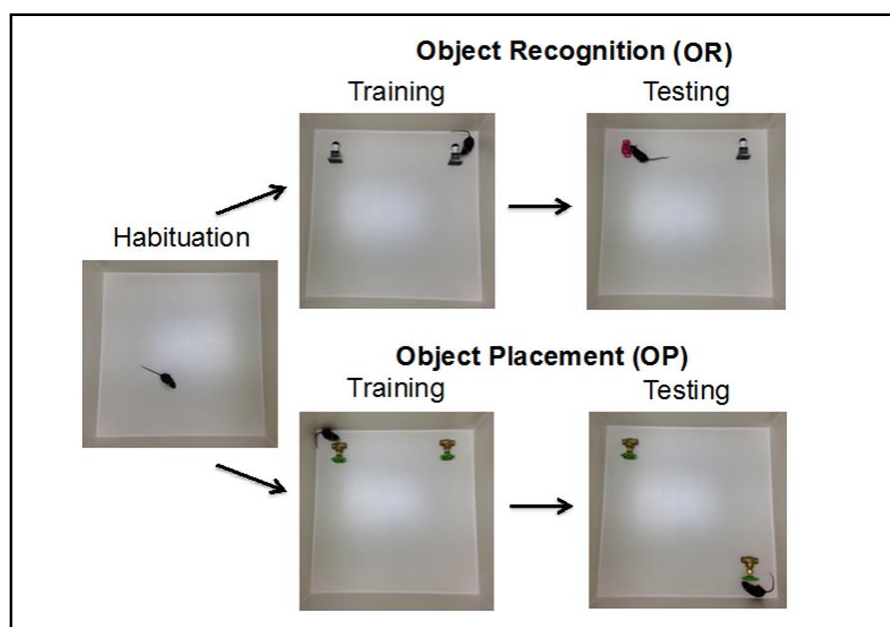 Object Recognition (OR)
Training
Testing
Habituation
Object Placement (OP)
Training
Testing